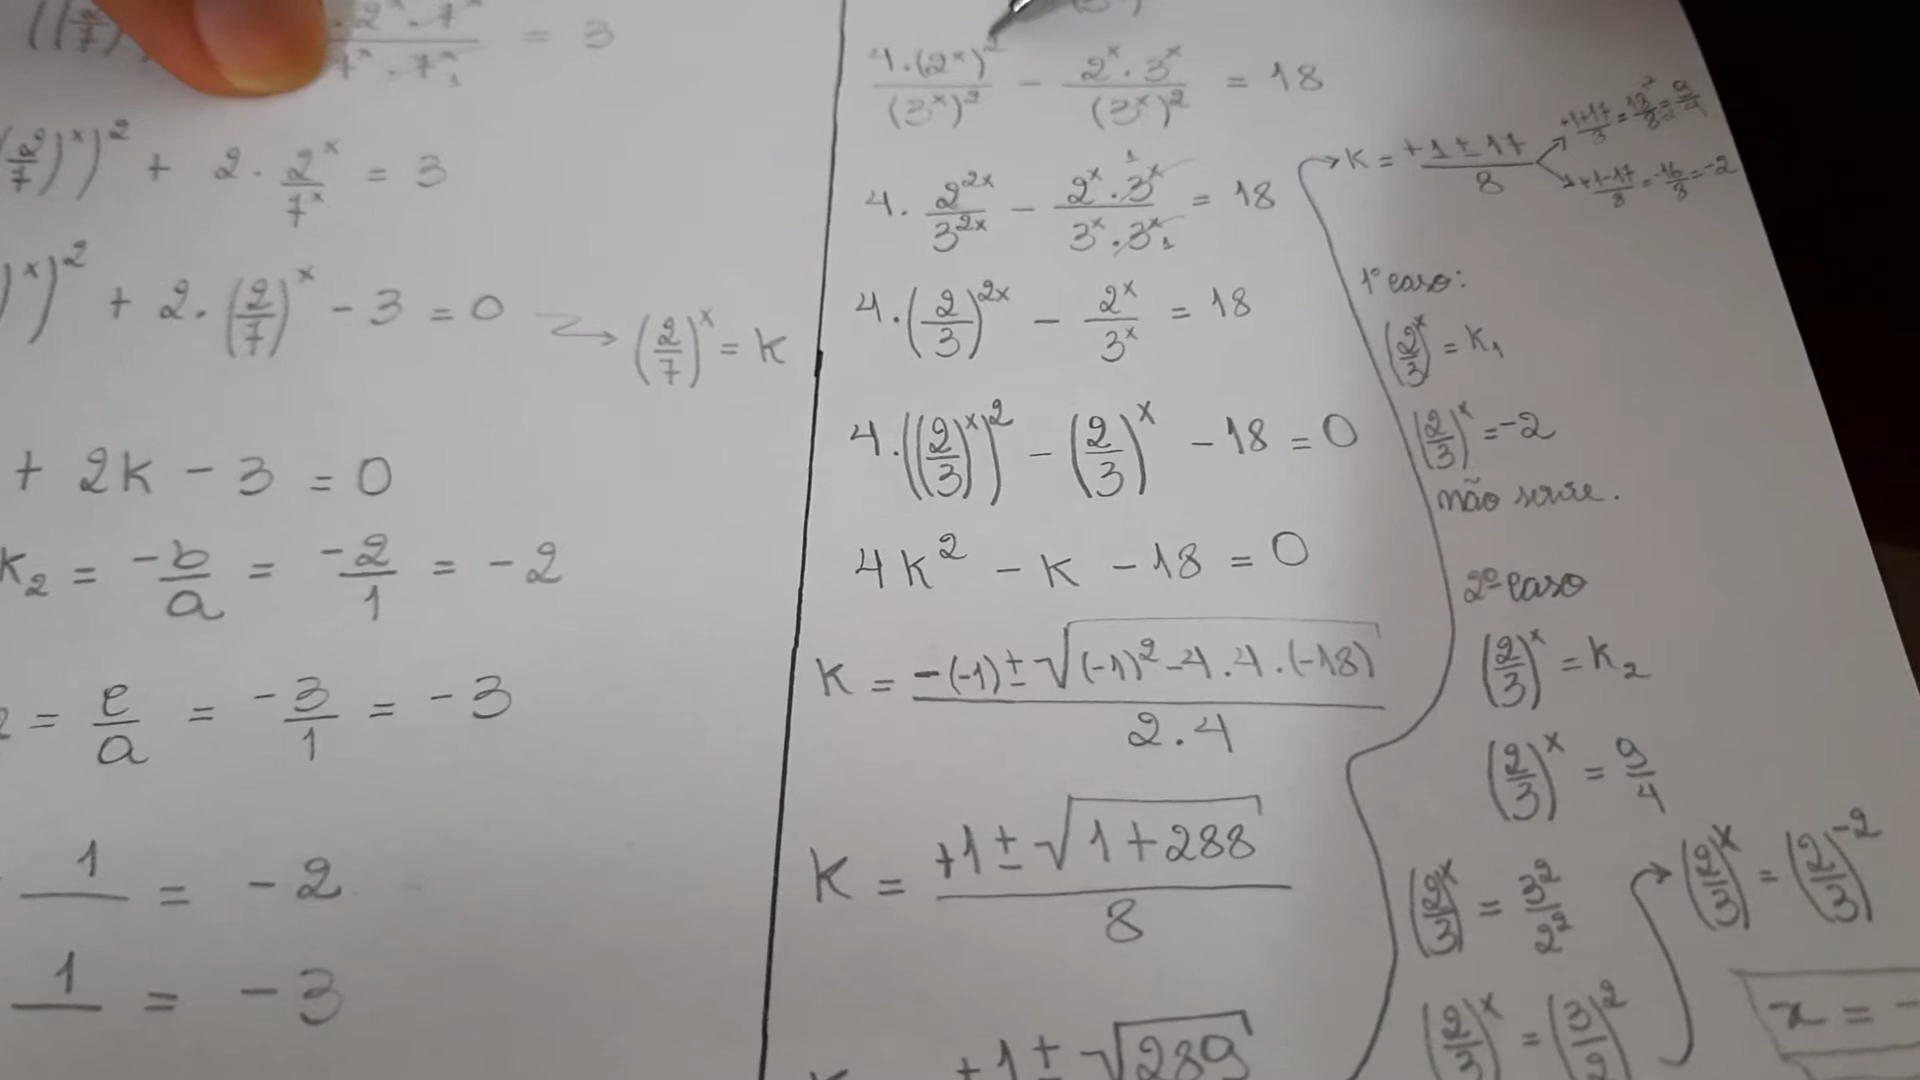 = 3
(2/7)^x)^2 + 2 · 2^x/7^x = 3
)^x)^2 + 2 · (2/7)^x - 3 = 0 → (2/7)^x = K
+ 2K - 3 = 0
K₂ = -b/a = -2/1 = -2
= c/a = -3/1 = -3
1 = -2
1 = -3
4·(2^x)^2/(3^x)^2 - 2^x·3^x/(3^x)^2 = 18
4 · 2^2x/3^2x - 2^x·3^x/3^x·3^x = 18
4·(2/3)^2x - 2^x/3^x = 18
4·((2/3)^x)^2 - (2/3)^x - 18 = 0
4K^2 - K - 18 = 0
K = -(-1) ± √(-1)^2 - 4·4·(-18) / 2·4
K = +1 ± √1+288 / 8
+1 ± √289
→ K = +1 ± 17 / 8
+1-17/8 = = -2
1º caso:
(2/3)^x = K₁
(2/3)^x = -2
não serve.
2º caso
(2/3)^x = K₂
(2/3)^x = 9/4
(2/3)^x = 3^2/2^2
(2/3)^x = (3/2)^2
→ (2/3)^x = (2/3)^-2
x = -